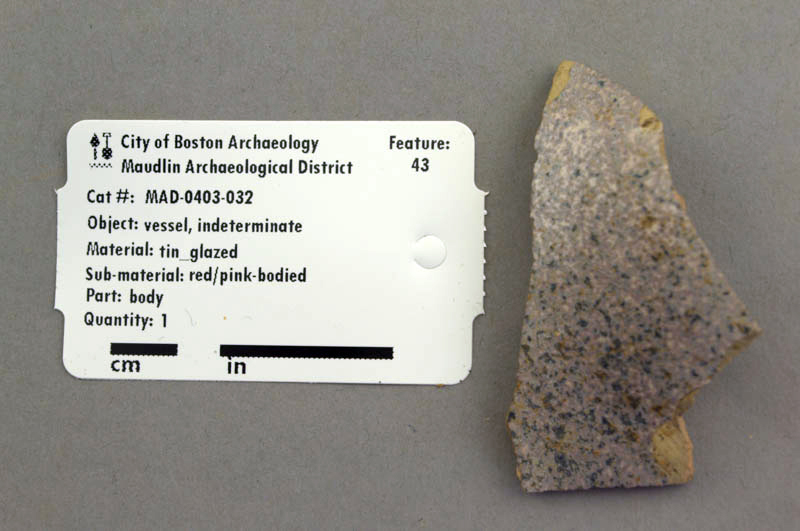 City of Boston Archaeology
Maudlin Archaeological District
Feature:
43
Cat #: MAD-0403-032
Object: vessel, indeterminate
Material: tin_glazed
Sub-material: red/pink-bodied
Part: body
Quantity: 1
cm
in